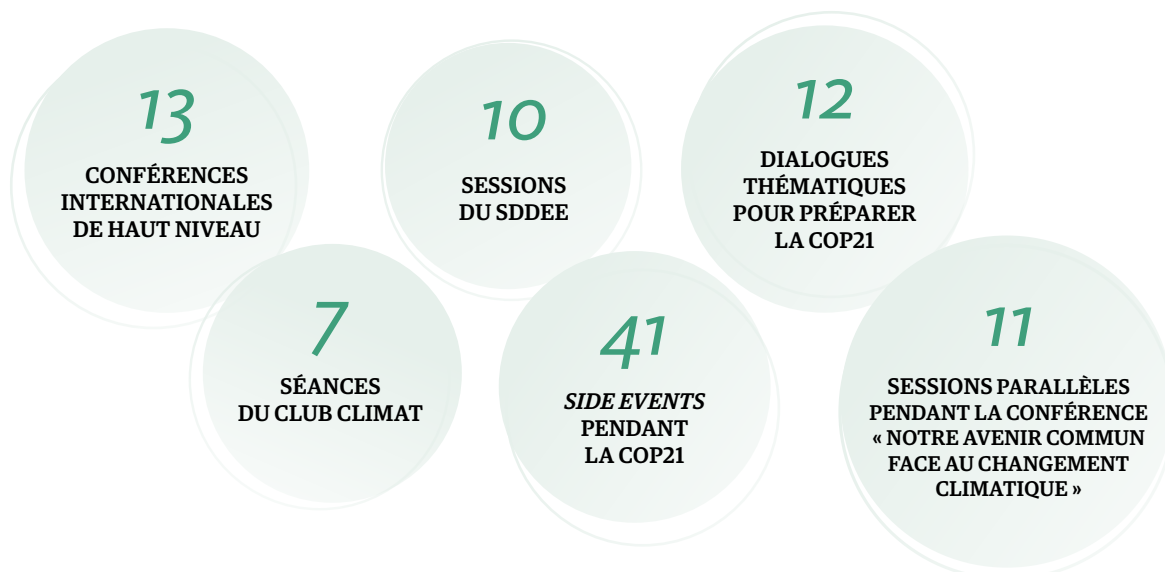 13
CONFÉRENCES
INTERNATIONALES
DE HAUT NIVEAU
10
SESSIONS
DU SDDEE
12
DIALOGUES
THÉMATIQUES
POUR PRÉPARER
LA COP21
7
SÉANCES
DU CLUB CLIMAT
41
SIDE EVENTS
PENDANT
LA COP21
11
SESSIONS PARALLÈLES
PENDANT LA CONFÉRENCE
« NOTRE AVENIR COMMUN
FACE AU CHANGEMENT
CLIMATIQUE »